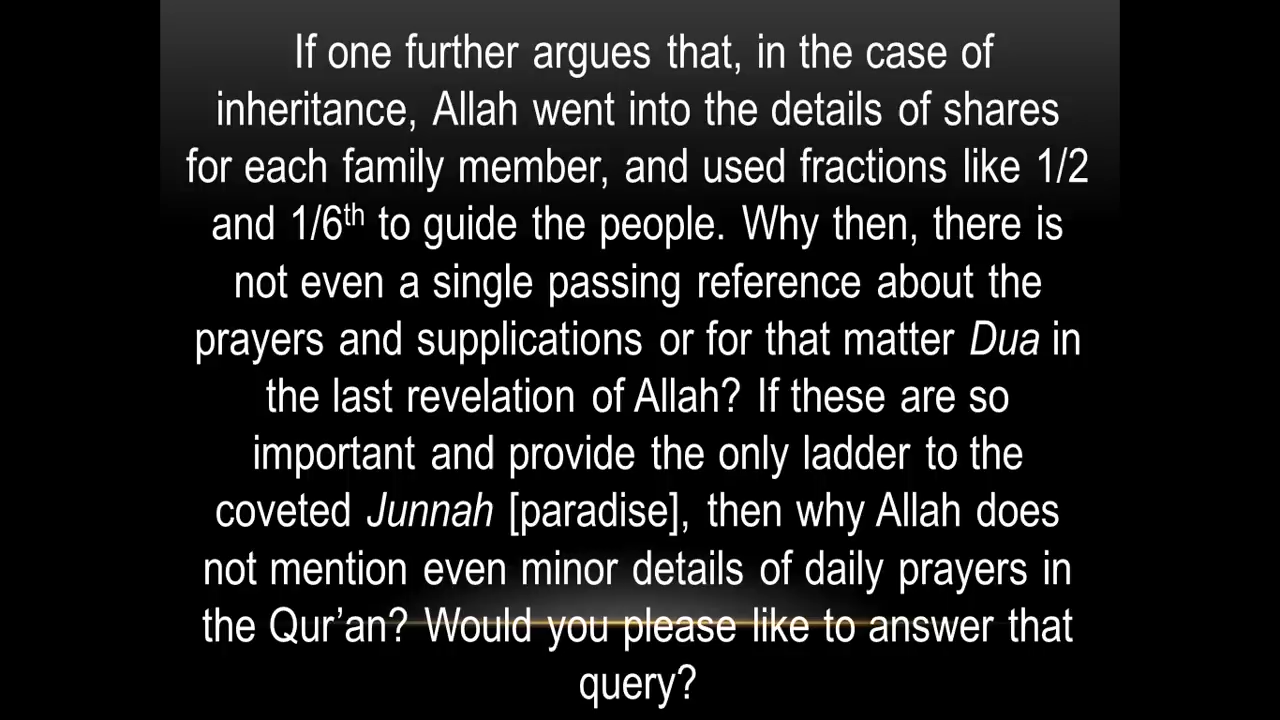 If one further argues that, in the case of
inheritance, Allah went into the details of shares
for each family member, and used fractions like 1/2
and 1/6th to guide the people. Why then, there is
not even a single passing reference about the
prayers and supplications or for that matter Dua in
the last revelation of Allah? If these are so
important and provide the only ladder to the
coveted Junnah [paradise], then why Allah does
not mention even minor details of daily prayers in
the Qur’an? Would you please like to answer that
query?